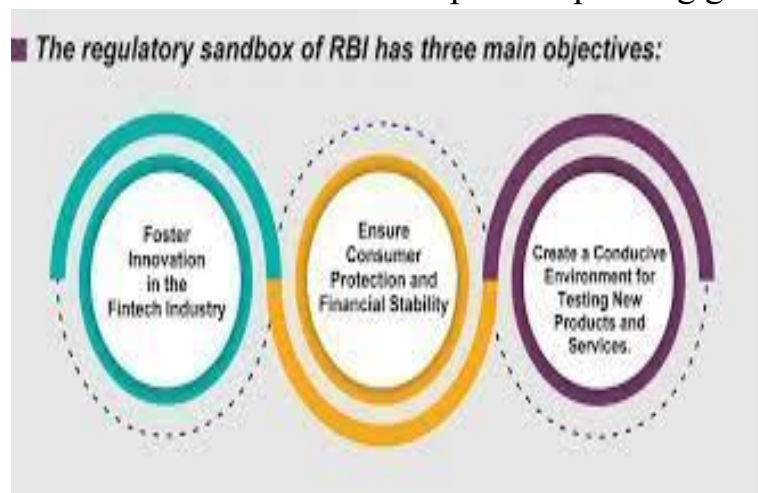 The regulatory sandbox of RBI has three main objectives:
Foster
Innovation
in the
Fintech Industry
Ensure
Consumer
Protection and
Financial Stability
Create a Conducive
Environment for
Testing New
Products and
Services.